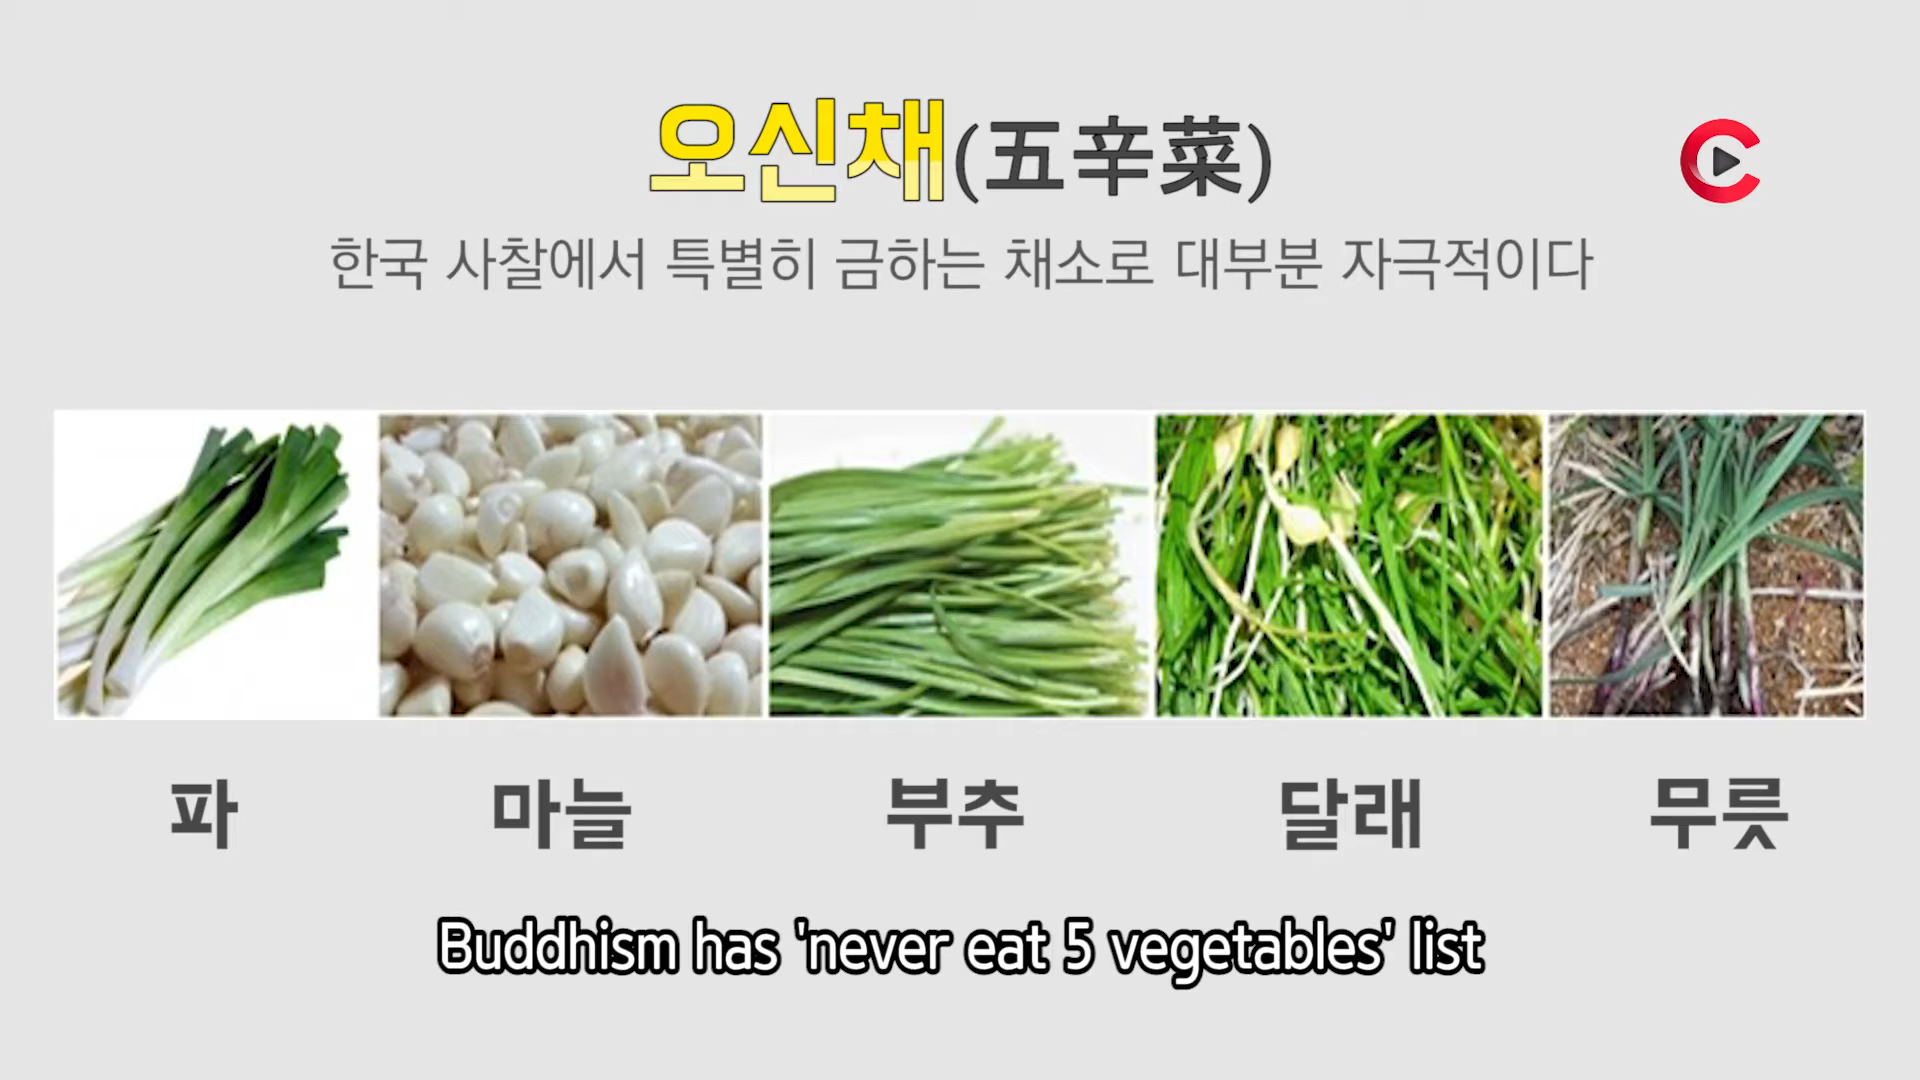 오신채(五辛菜)
한국 사찰에서 특별히 금하는 채소로 대부분 자극적이다
파 마늘 부추 달래 무릇
Buddhism has 'never eat 5 vegetables' list